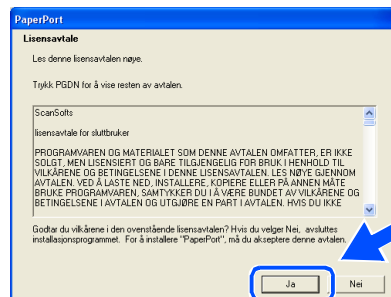 PaperPort
Lisensavtale
Les denne lisensavtalen nøye.
Trykk PGDN for å vise resten av avtalen.
ScanSofts
lisensavtale for sluttbruker
PROGRAMVAREN OG MATERIALET SOM DENNE AVTALEN OMFATTER, ER IKKE
SOLGT, MEN LISENSIERT OG BARE TILGJENGELIG FOR BRUK I HENHOLD TIL
VILKÅRENE OG BETINGELSENE I DENNE LISENSAVTALEN. LES NØYE GJENNOM
AVTALEN. VED Å LASTE NED, INSTALLERE, KOPIERE ELLER PÅ ANNEN MÅTE
BRUKE PROGRAMVAREN, SAMTYKKER DU I Å VÆRE BUNDET AV VILKÅRENE OG
BETINGELSENE I AVTALEN OG UTGJØRE EN PART I AVTALEN. HVIS DU IKKE
Godtar du vilkårene i den ovenstående lisensavtalen? Hvis du velger Nei, avsluttes
installasjonsprogrammet. For å installere "PaperPort", må du akseptere denne avtalen.
Ja
Nei